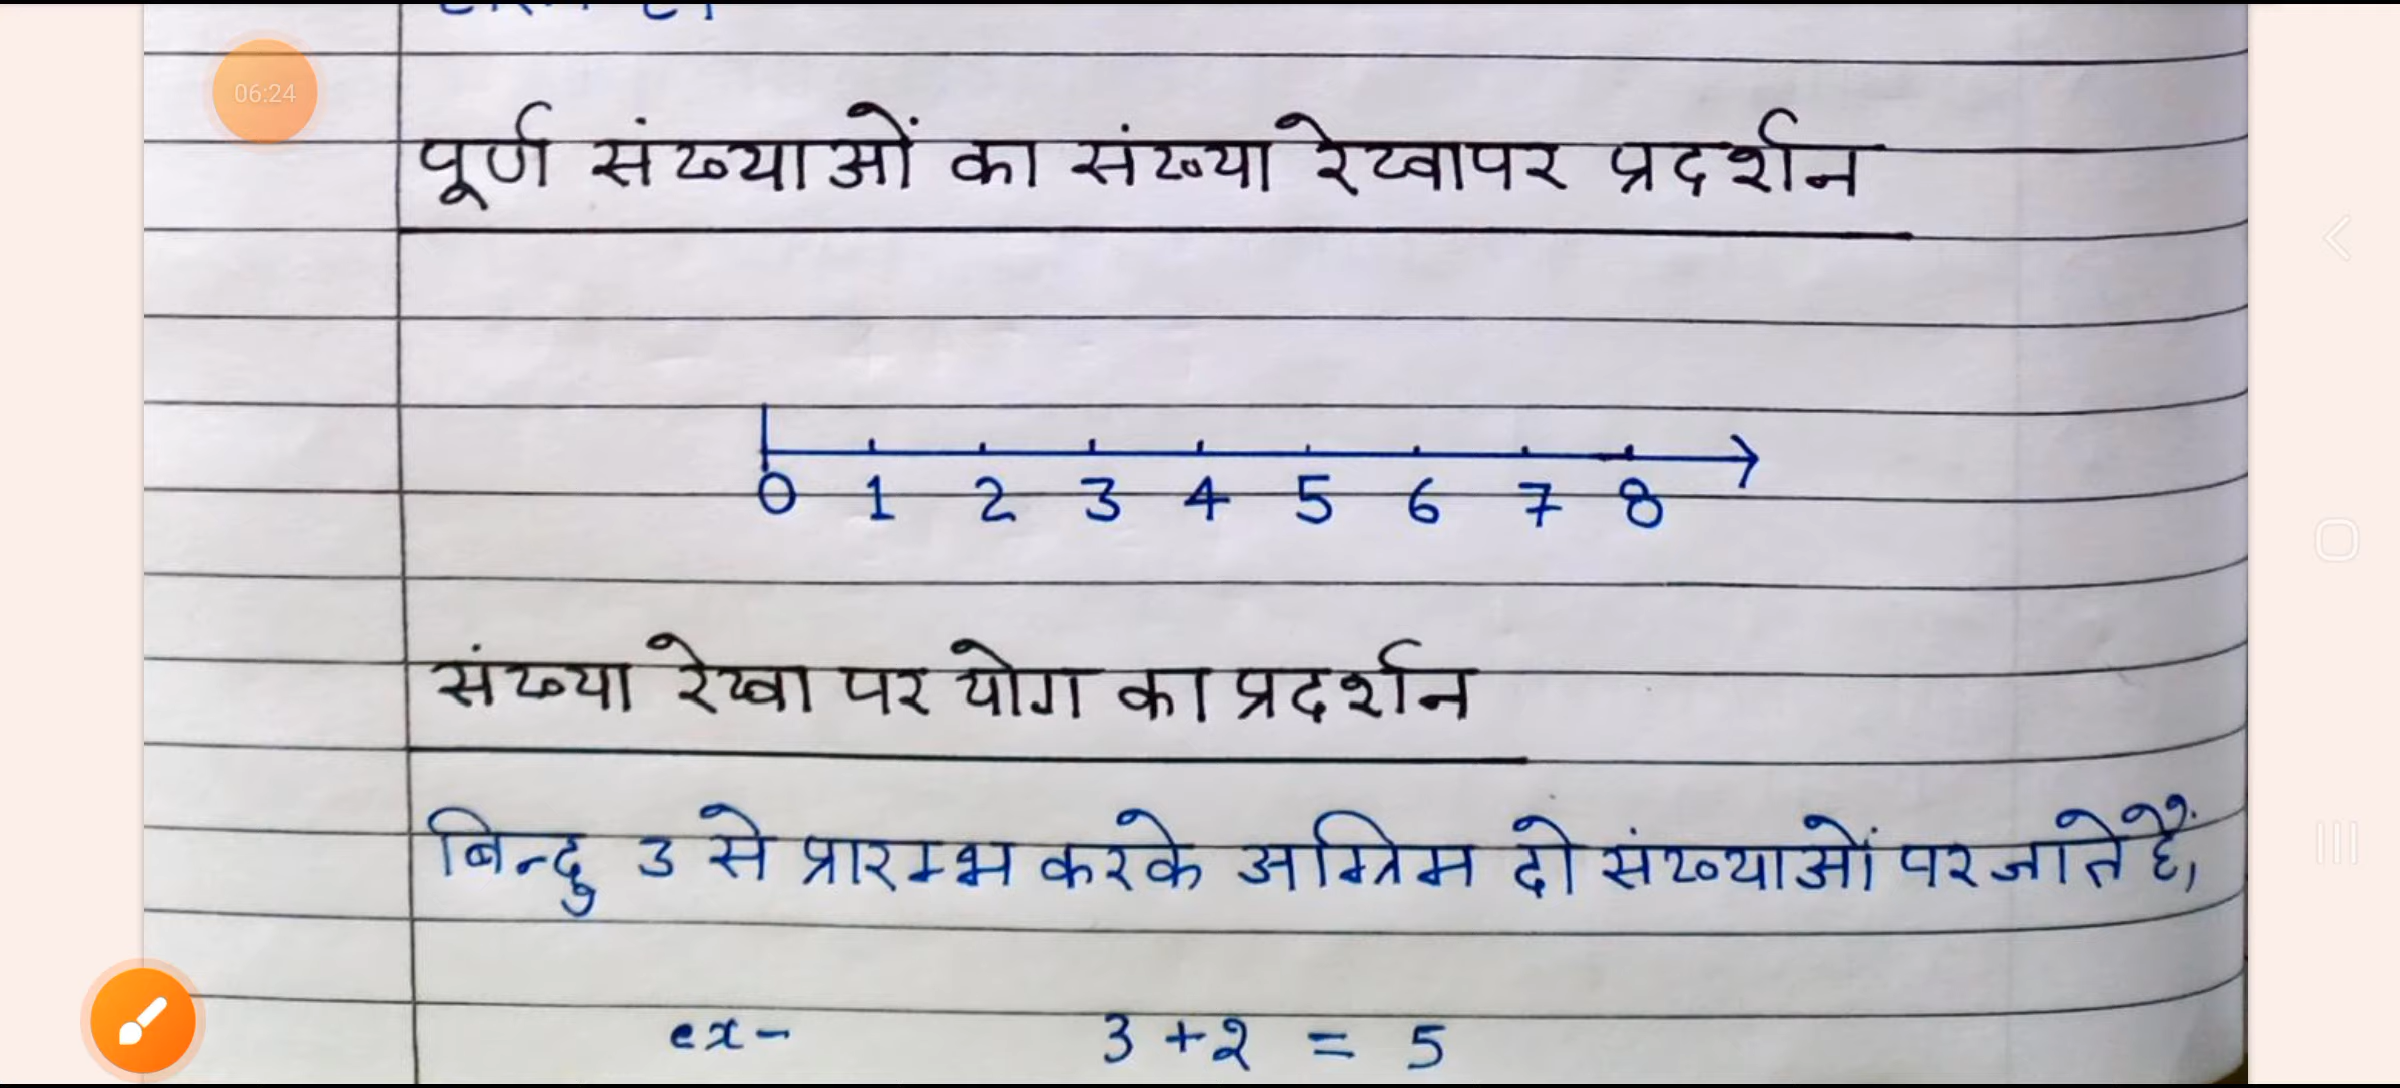 06:24
पूर्ण संख्याओं का संख्या रेखापर प्रदर्शन
0 1 2 3 4 5 6 7 8
संख्या रेखा पर योग का प्रदर्शन
बिन्दु 3 से प्रारम्भ करके अग्रिम दो संख्याओं पर जाते हैं,
ex- 3 + 2 = 5